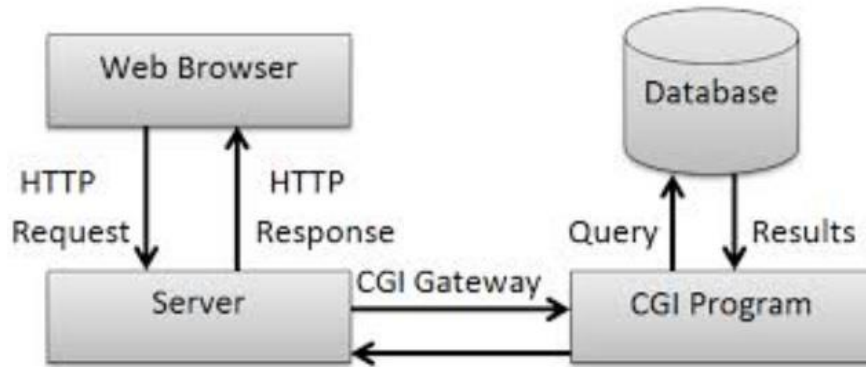 Web Browser
Database
HTTP
Request
HTTP
Response
Query
Results
Server
CGI Gateway
CGI Program